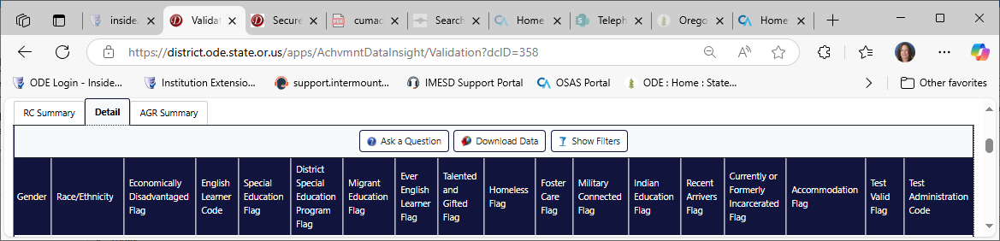 inside.
Validat
Secure
cumac
Search
Home
Teleph
Orego
Home
https://district.ode.state.or.us/apps/AchvmntDataInsight/Validation?dcID=358
ODE Login - Inside...
Institution Extensio...
support.intermount...
IMESD Support Portal
OSAS Portal
ODE : Home : State...
Other favorites
RC Summary
Detail
AGR Summary
Ask a Question
Download Data
Show Filters
Gender
Race/Ethnicity
Economically
Disadvantaged
Flag
English
Learner
Code
Special
Education
Flag
District
Special
Education
Program
Flag
Migrant
Education
Flag
Ever
English
Learner
Flag
Talented
and
Gifted
Flag
Homeless
Flag
Foster
Care
Flag
Military
Connected
Flag
Indian
Education
Flag
Recent
Arrivers
Flag
Currently or
Formerly
Incarcerated
Flag
Accommodation
Flag
Test
Valid
Flag
Test
Administration
Code